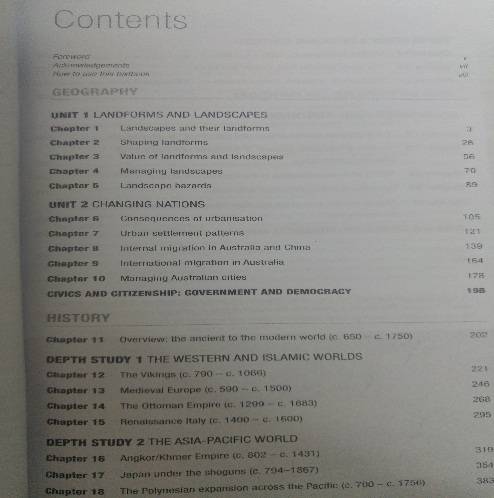 Contents
Foreword v
Acknowledgements vii
How to use this textbook viii
GEOGRAPHY
UNIT 1 LANDFORMS AND LANDSCAPES
Chapter 1 Landscapes and their landforms 3
Chapter 2 Shaping landforms 26
Chapter 3 Value of landforms and landscapes 56
Chapter 4 Managing landscapes 70
Chapter 5 Landscape hazards 89
UNIT 2 CHANGING NATIONS
Chapter 6 Consequences of urbanisation 105
Chapter 7 Urban settlement patterns 121
Chapter 8 Internal migration in Australia and China 139
Chapter 9 International migration in Australia 164
Chapter 10 Managing Australian cities 178
CIVICS AND CITIZENSHIP: GOVERNMENT AND DEMOCRACY 198
HISTORY
Chapter 11 Overview: the ancient to the modern world (c. 650 – c. 1750) 202
DEPTH STUDY 1 THE WESTERN AND ISLAMIC WORLDS
Chapter 12 The Vikings (c. 790 – c. 1066) 221
Chapter 13 Medieval Europe (c. 590 – c. 1500) 246
Chapter 14 The Ottoman Empire (c. 1299 – c. 1683) 268
Chapter 15 Renaissance Italy (c. 1400 – c. 1600) 295
DEPTH STUDY 2 THE ASIA-PACIFIC WORLD
Chapter 16 Angkor/Khmer Empire (c. 802 – c. 1431) 319
Chapter 17 Japan under the shoguns (c. 794–1867) 354
Chapter 18 The Polynesian expansion across the Pacific (c. 700 – c. 1750) 383